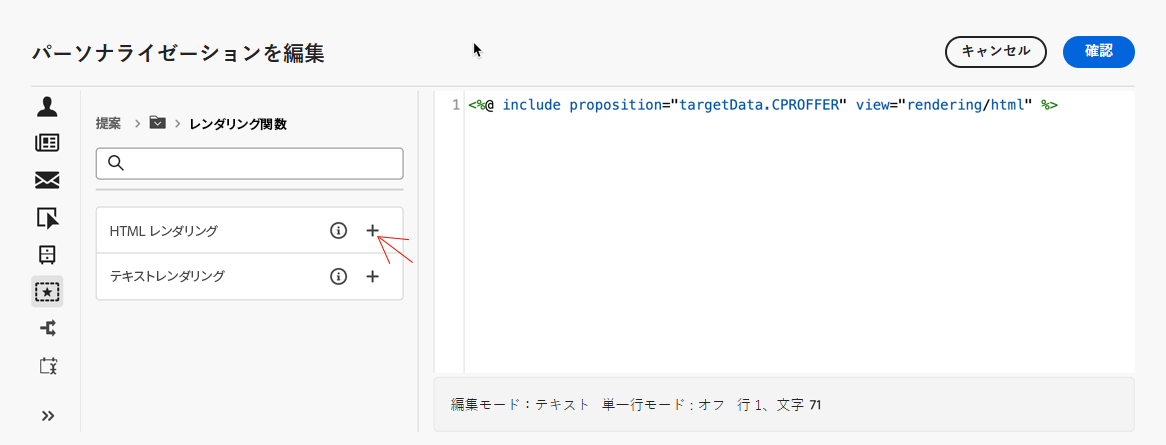 パーソナライゼーションを編集
キャンセル
確認
提案 > > レンダリング関数
HTML レンダリング
テキストレンダリング
1 <%@ include proposition="targetData.CPROFFER" view="rendering/html" %>
編集モード：テキスト 単一行モード : オフ 行 1、文字 71